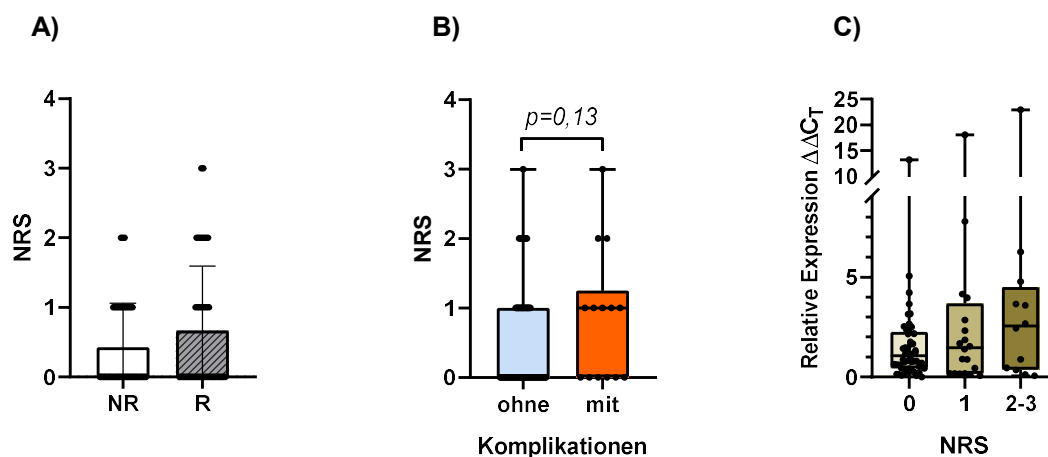 A)
B)
C)
NRS
4
3
2
1
0
NR
R
NRS
4
3
2
1
0
p=0,13
ohne
mit
Komplikationen
Relative Expression ΔΔCT
25
20
15
10
5
0
0
1
2-3
NRS